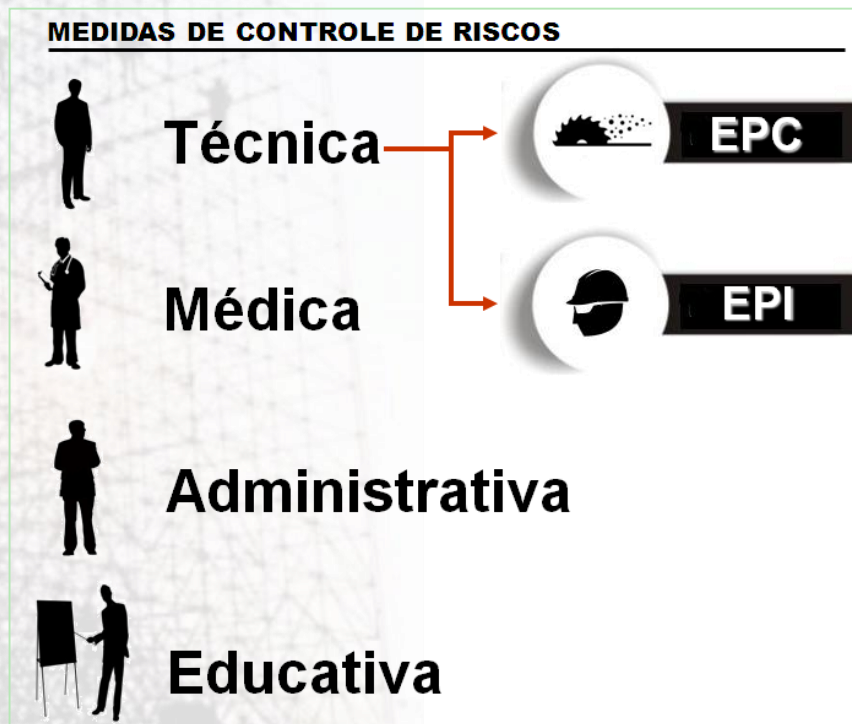 MEDIDAS DE CONTROLE DE RISCOS
Técnica
EPC
Médica
EPI
Administrativa
Educativa